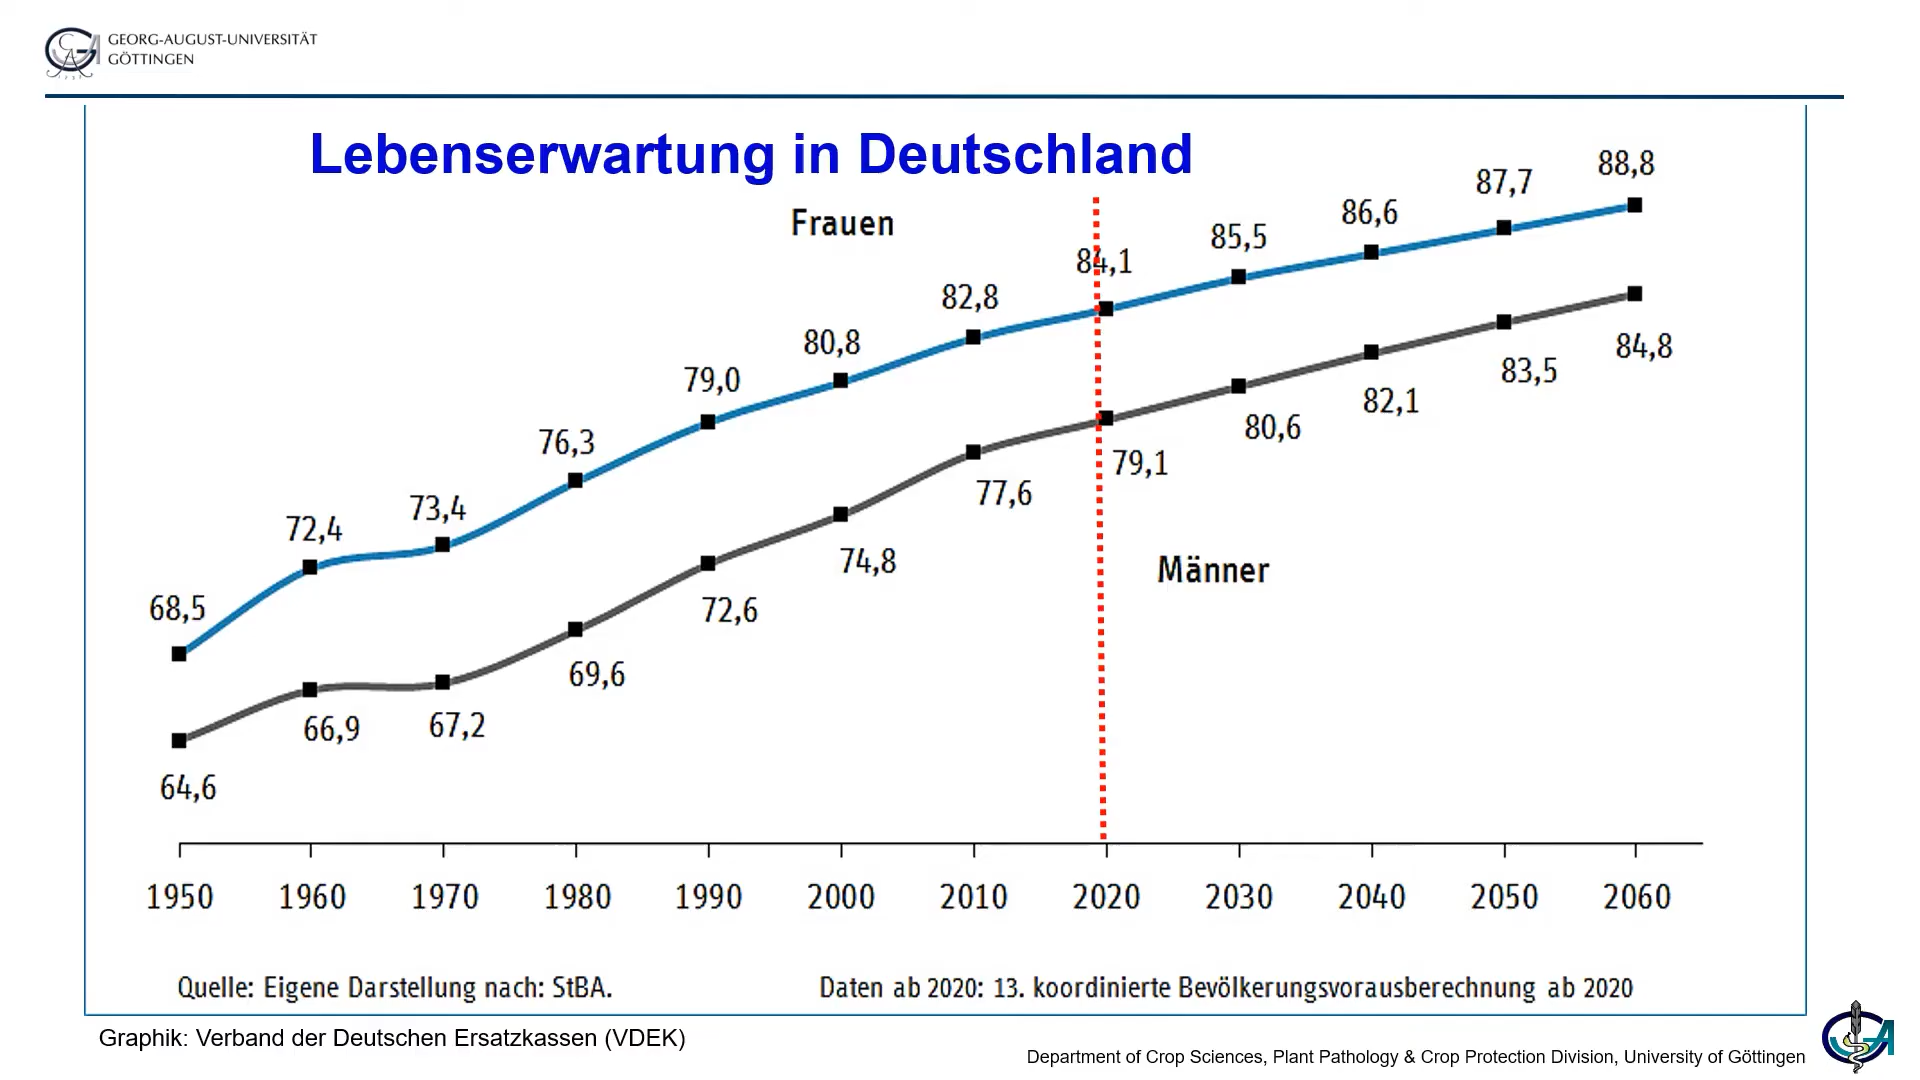 GEORG-AUGUST-UNIVERSITÄT
GÖTTINGEN
Lebenserwartung in Deutschland
Frauen
68,5
72,4
73,4
76,3
79,0
80,8
82,8
84,1
85,5
86,6
87,7
88,8
64,6
66,9
67,2
69,6
72,6
74,8
77,6
79,1
80,6
82,1
83,5
84,8
Männer
1950 1960 1970 1980 1990 2000 2010 2020 2030 2040 2050 2060
Quelle: Eigene Darstellung nach: StBA. Daten ab 2020: 13. koordinierte Bevölkerungsvorausberechnung ab 2020
Graphik: Verband der Deutschen Ersatzkassen (VDEK)
Department of Crop Sciences, Plant Pathology & Crop Protection Division, University of Göttingen